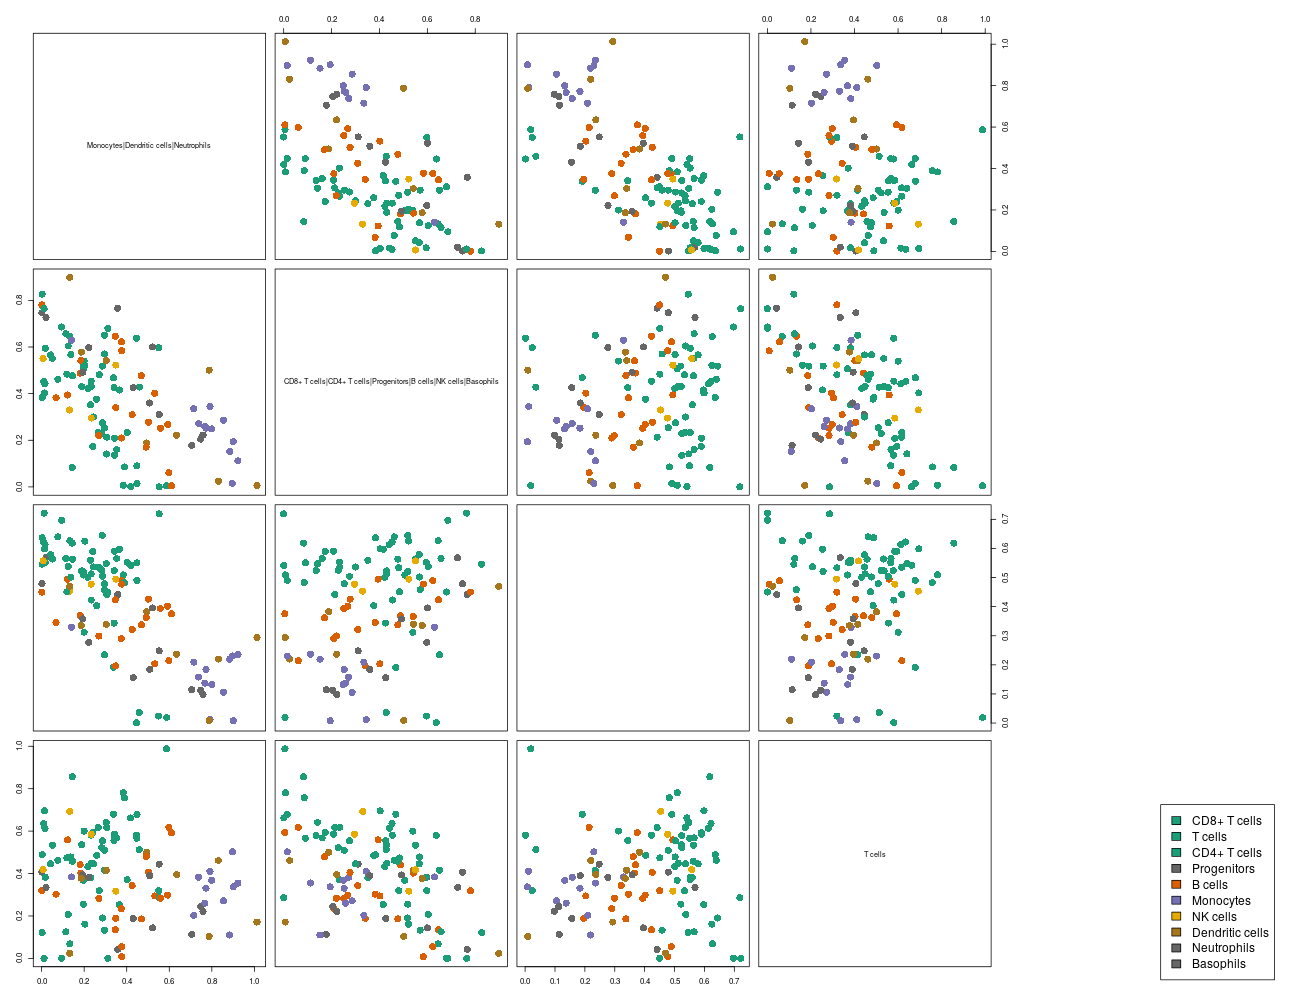 0.0 0.2 0.4 0.6 0.8
0.0 0.2 0.4 0.6 0.8 1.0
Monocytes|Dendritic cells|Neutrophils
0.0 0.2 0.4 0.6 0.8 1.0
0.0 0.2 0.4 0.6 0.8
CD8+ T cells|CD4+ T cells|Progenitors|B cells|NK cells|Basophils
0.0 0.1 0.2 0.3 0.4 0.5 0.6 0.7
0.0 0.2 0.4 0.6 0.8 1.0
T cells
0.0 0.2 0.4 0.6 0.8 1.0
0.0 0.1 0.2 0.3 0.4 0.5 0.6 0.7
CD8+ T cells
T cells
CD4+ T cells
Progenitors
B cells
Monocytes
NK cells
Dendritic cells
Neutrophils
Basophils